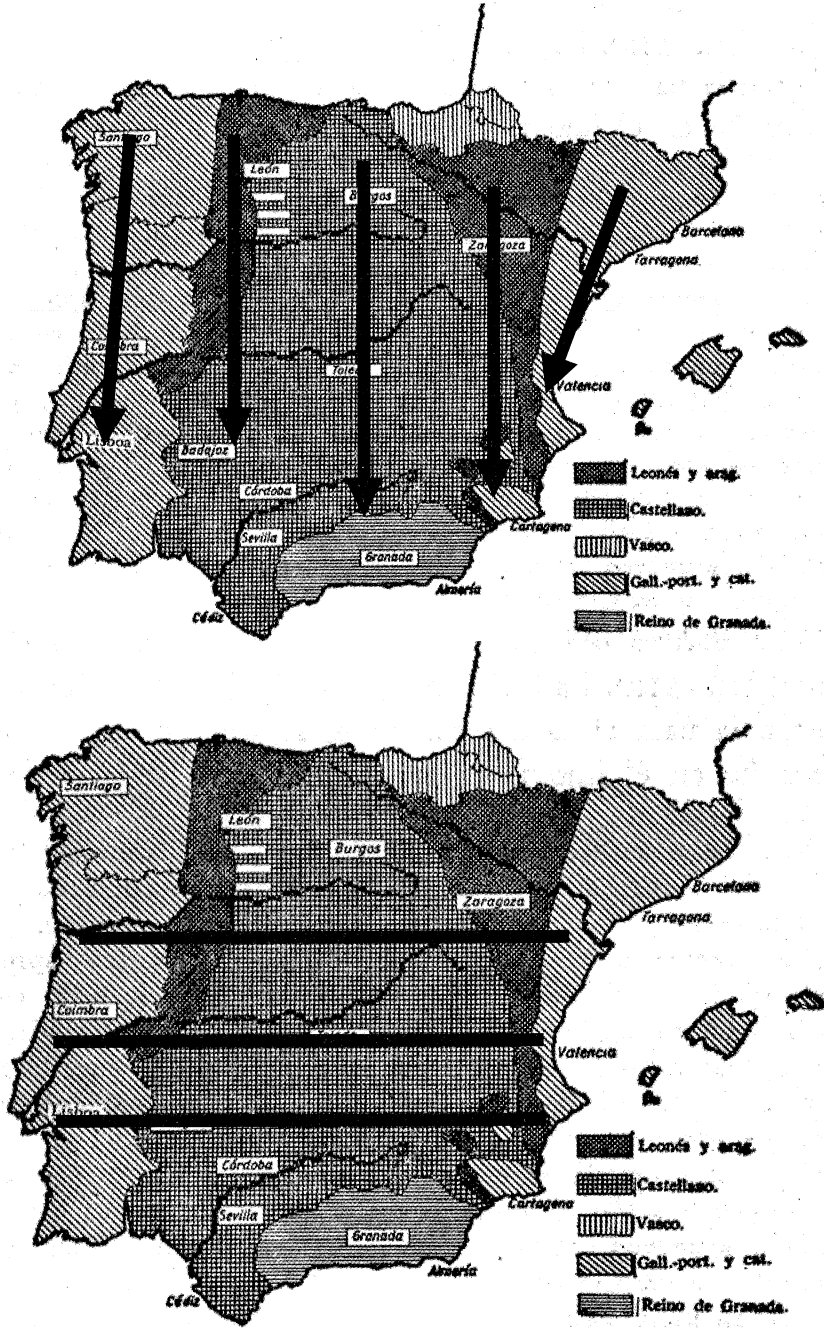 Santiago
León
Burgos
Barcelona
Zaragoza
Tarragona
Coimbra
Toledo
Valencia
Lisboa
Badajoz
Córdoba
Cartagena
Sevilla
Granada
Almería
Cádiz
Leonés y arag.
Castellano.
Vasco.
Gall.-port. y cat.
Reino de Granada.
Santiago
León
Burgos
Barcelona
Zaragoza
Tarragona
Coimbra
Valencia
Lisboa
Córdoba
Cartagena
Sevilla
Granada
Almería
Cádiz
Leonés y arag.
Castellano.
Vasco.
Gall.-port. y cat.
Reino de Granada.